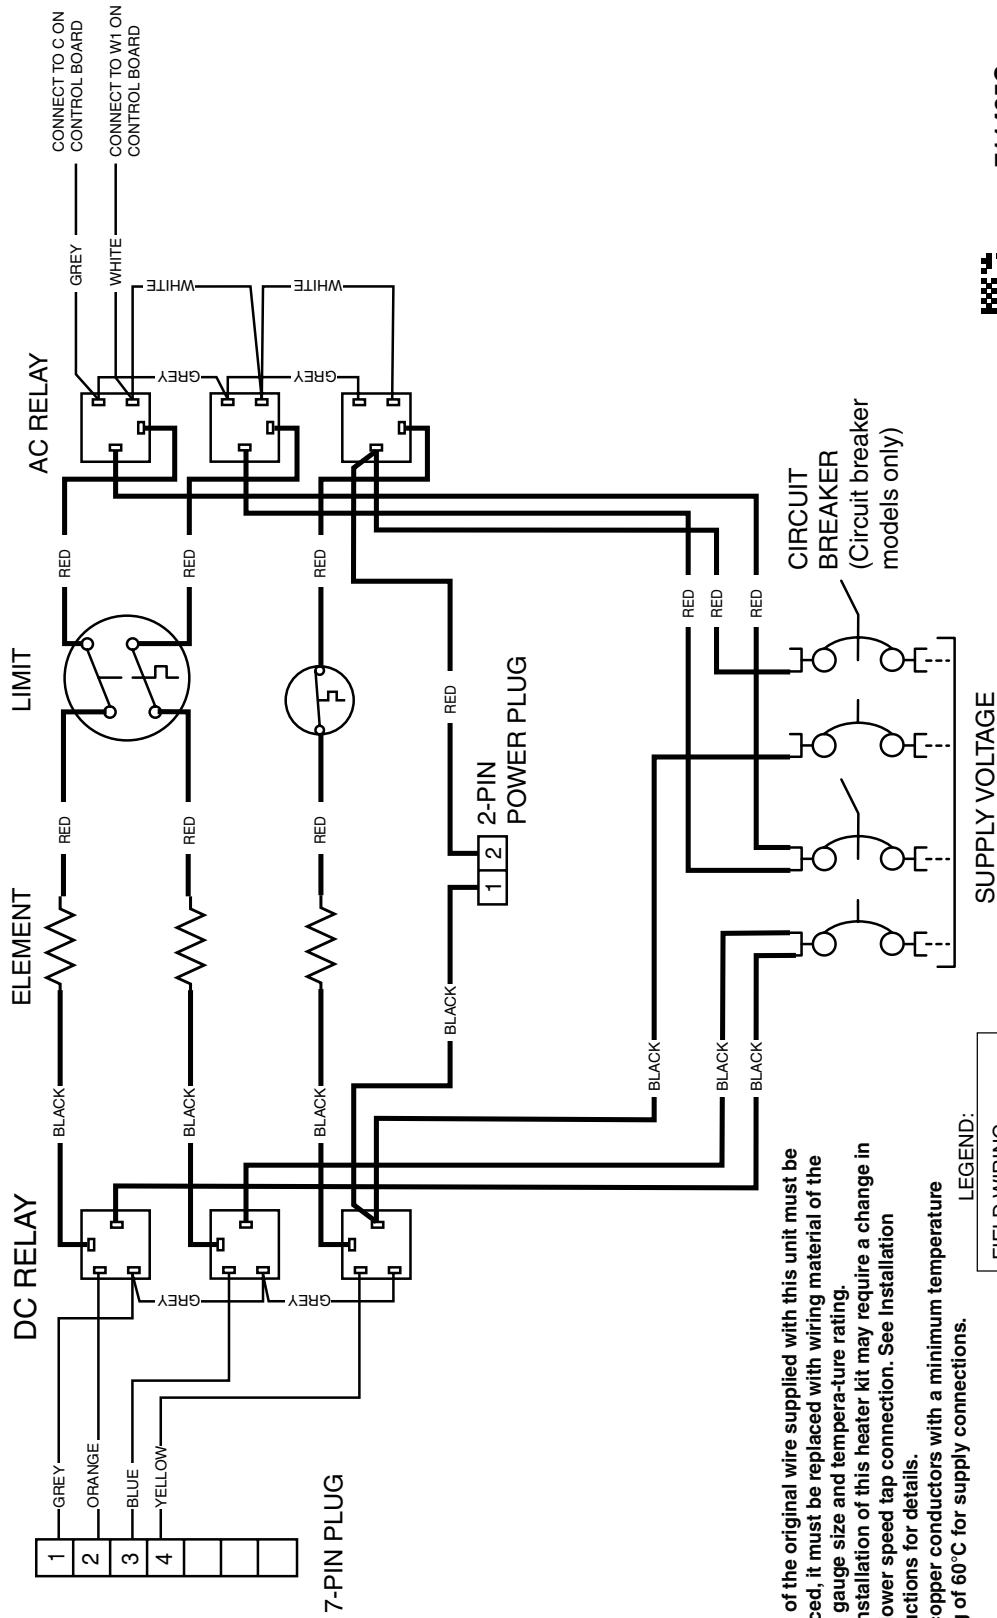 CONNECT TO C ON
CONTROL BOARD
CONNECT TO W1 ON
CONTROL BOARD
GREY
WHITE
AC RELAY
WHITE
WHITE
GREY
GREY
LIMIT
RED
RED
RED
ELEMENT
RED
RED
RED
DC RELAY
BLACK
BLACK
BLACK
GREY
GREY
1
2
3
4
GREY
ORANGE
BLUE
YELLOW
7-PIN PLUG
2-PIN
POWER PLUG
1 2
RED
BLACK
RED
RED
RED
BLACK
BLACK
BLACK
CIRCUIT
BREAKER
(Circuit breaker
models only)
SUPPLY VOLTAGE
of the original wire supplied with this unit must be
ced, it must be replaced with wiring material of the
gauge size and tempera-ture rating.
nstallation of this heater kit may require a change in
ower speed tap connection. See Installation
uctions for details.
opper conductors with a minimum temperature
g of 60°C for supply connections.
LEGEND:
FIELD WIRING